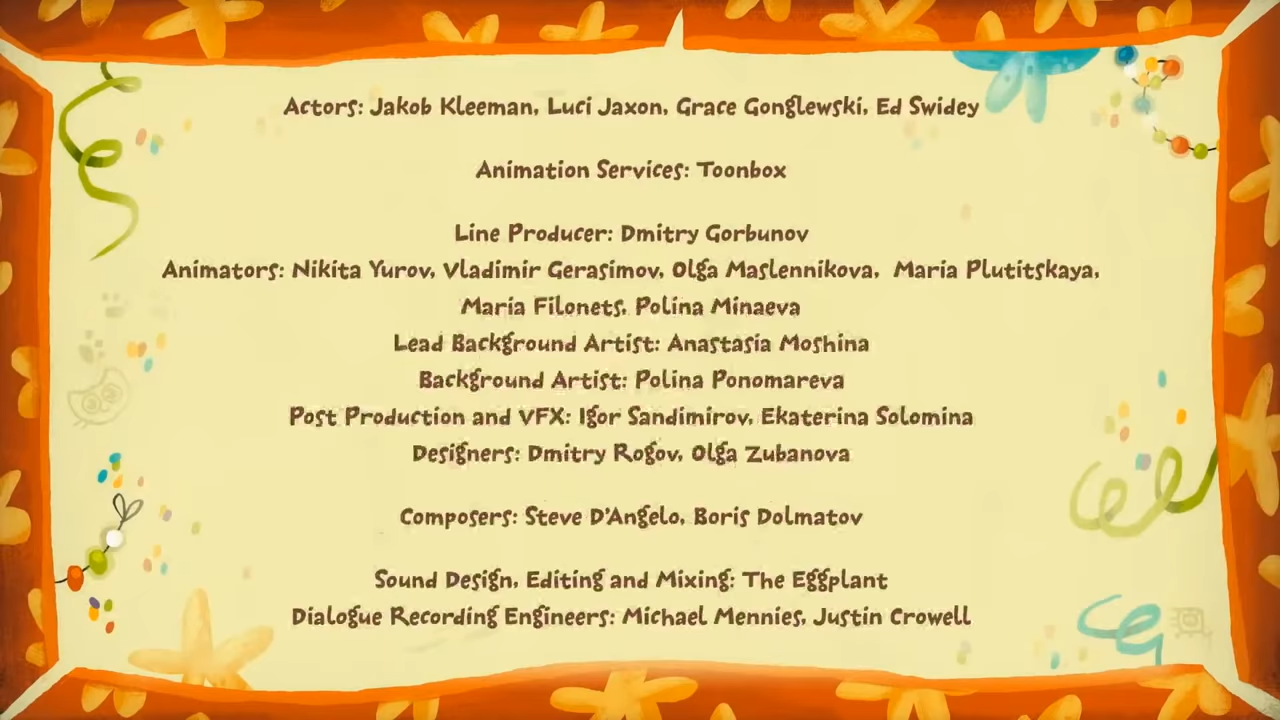 Actors: Jakob Kleeman, Luci Jaxon, Grace Gonglewski, Ed Swidey
Animation Services: Toonbox
Line Producer: Dmitry Gorbunov
Animators: Nikita Yurov, Vladimir Gerasimov, Olga Maslennikova, Maria Plutitskaya,
Maria Filonets, Polina Minaeva
Lead Background Artist: Anastasia Moshina
Background Artist: Polina Ponomareva
Post Production and VFX: Igor Sandimirov, Ekaterina Solomina
Designers: Dmitry Rogov, Olga Zubanova
Composers: Steve D'Angelo, Boris Dolmatov
Sound Design, Editing and Mixing: The Eggplant
Dialogue Recording Engineers: Michael Mennies, Justin Crowell